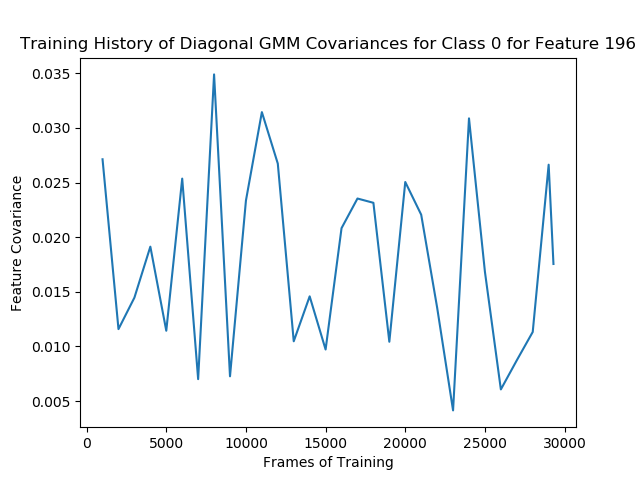 Training History of Diagonal GMM Covariances for Class 0 for Feature 196
0.035
0.030
0.025
0.020
0.015
0.010
0.005
Feature Covariance
0 5000 10000 15000 20000 25000 30000
Frames of Training